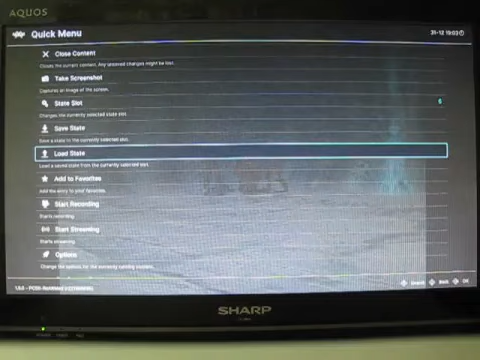 AQUOS
Quick Menu
31-12 19:02
Close Content
Closes the current content. Any unsaved changes might be lost.
Take Screenshot
Captures an image of the screen.
State Slot
Changes the currently selected state slot.
Save State
Save a state to the currently selected slot.
Load State
Load a saved state from the currently selected slot.
Add to Favorites
Add the entry to your favorites.
Start Recording
Starts recording.
Start Streaming
Starts streaming.
Options
Change the options for the currently running content.
Search Back OK
SHARP